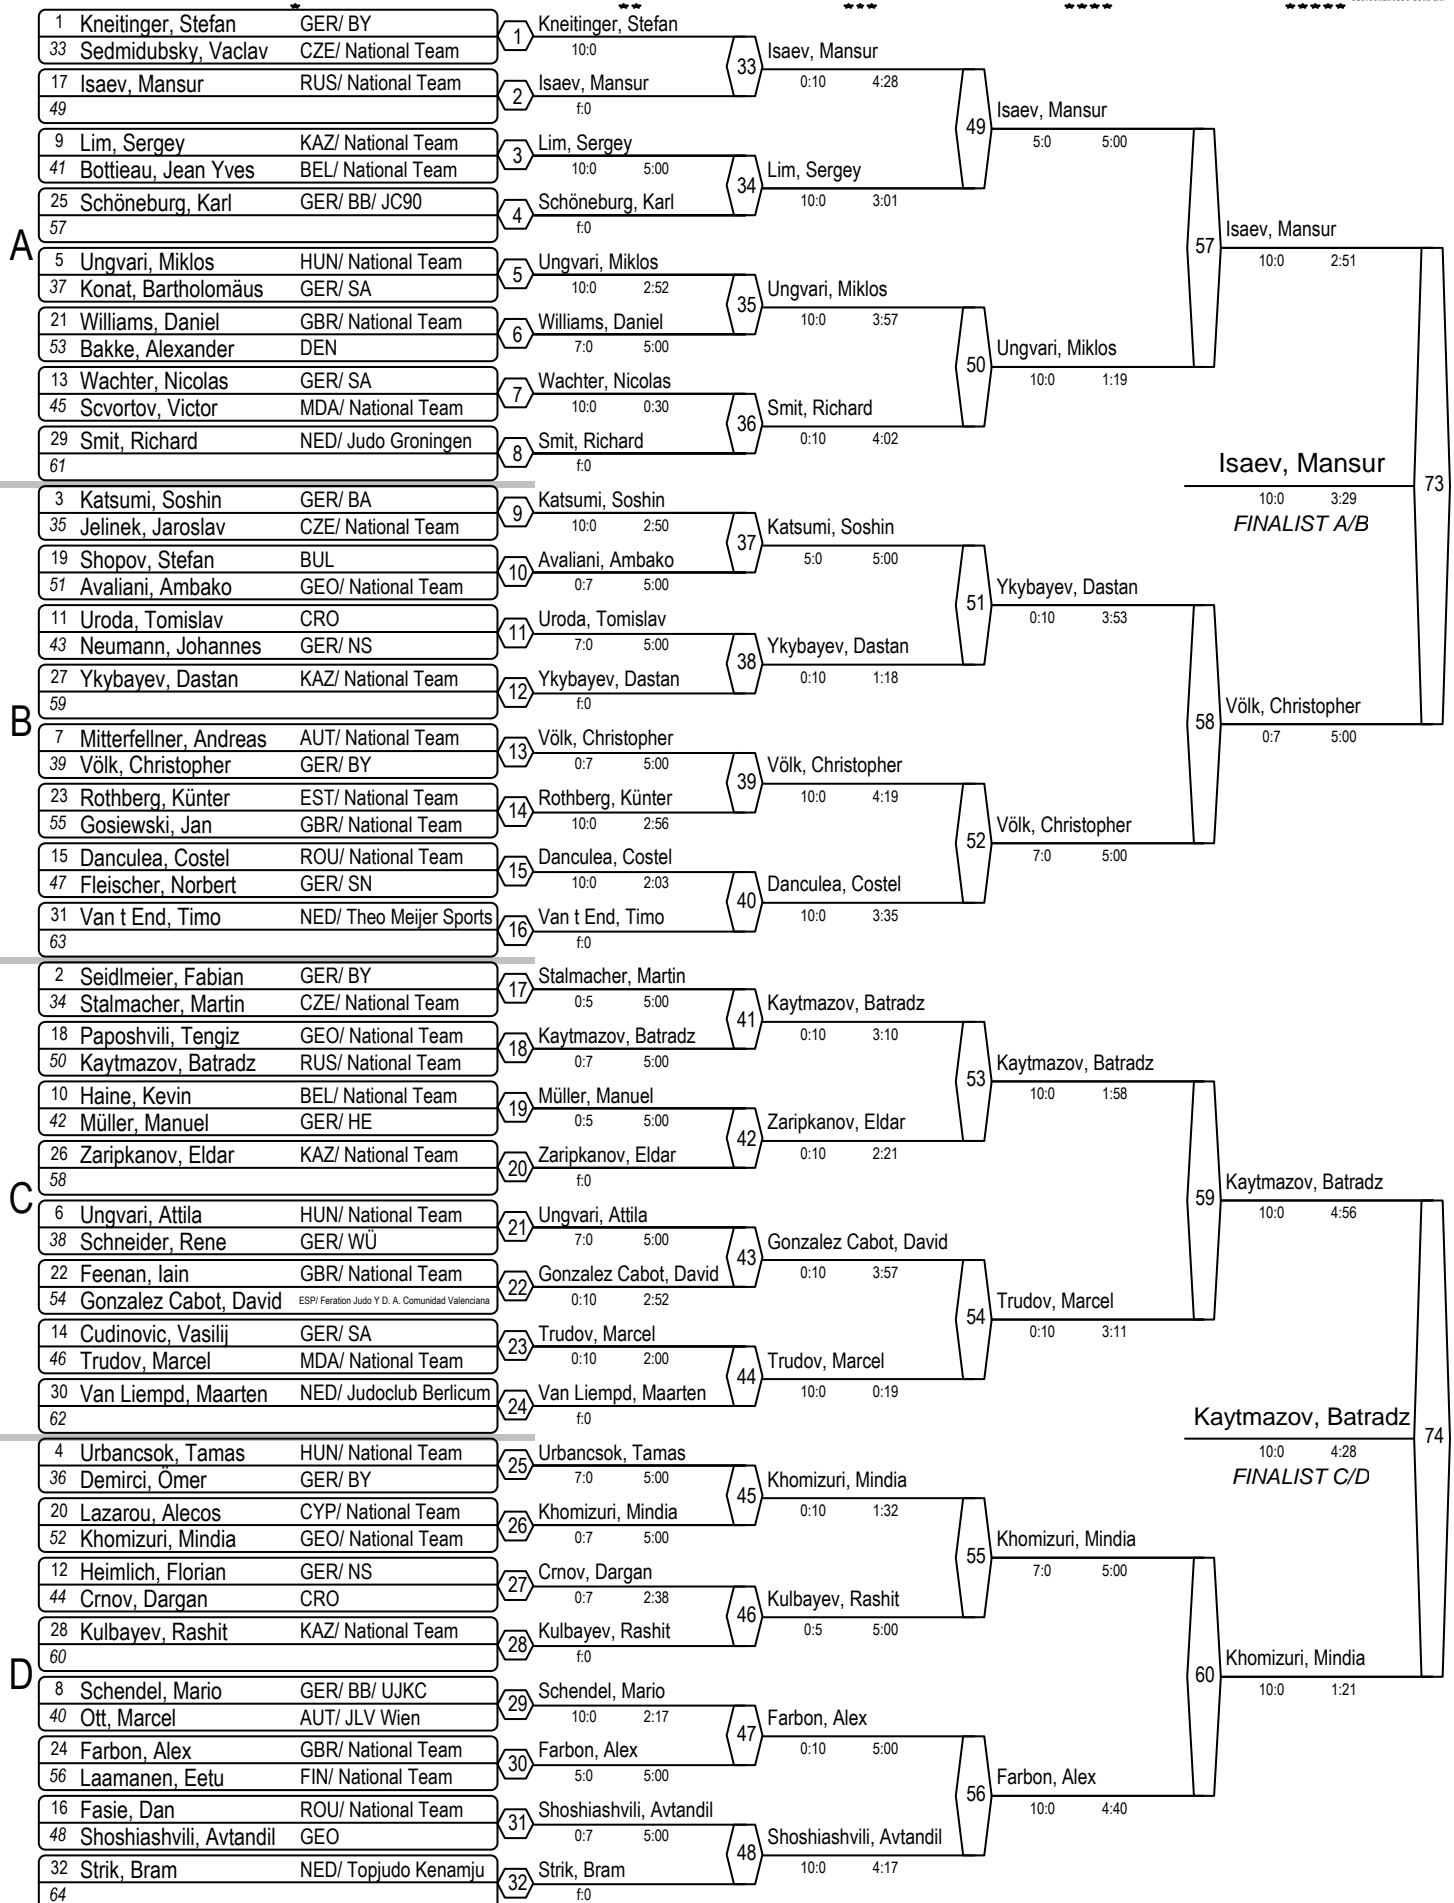 * ** *** **** *****
1 Kneitinger, Stefan GER/ BY
33 Sedmidubsky, Vaclav CZE/ National Team
17 Isaev, Mansur RUS/ National Team
49
9 Lim, Sergey KAZ/ National Team
41 Bottieau, Jean Yves BEL/ National Team
25 Schöneburg, Karl GER/ BB/ JC90
57
A
5 Ungvari, Miklos HUN/ National Team
37 Konat, Bartholomäus GER/ SA
21 Williams, Daniel GBR/ National Team
53 Bakke, Alexander DEN
13 Wachter, Nicolas GER/ SA
45 Scvortov, Victor MDA/ National Team
29 Smit, Richard NED/ Judo Groningen
61
3 Katsumi, Soshin GER/ BA
35 Jelinek, Jaroslav CZE/ National Team
19 Shopov, Stefan BUL
51 Avaliani, Ambako GEO/ National Team
11 Uroda, Tomislav CRO
43 Neumann, Johannes GER/ NS
27 Ykybayev, Dastan KAZ/ National Team
59
B
7 Mitterfellner, Andreas AUT/ National Team
39 Völk, Christopher GER/ BY
23 Rothberg, Künter EST/ National Team
55 Gosiewski, Jan GBR/ National Team
15 Danculea, Costel ROU/ National Team
47 Fleischer, Norbert GER/ SN
31 Van t End, Timo NED/ Theo Meijer Sports
63
2 Seidlmeier, Fabian GER/ BY
34 Stalmacher, Martin CZE/ National Team
18 Paposhvili, Tengiz GEO/ National Team
50 Kaytmazov, Batradz RUS/ National Team
10 Haine, Kevin BEL/ National Team
42 Müller, Manuel GER/ HE
26 Zaripkanov, Eldar KAZ/ National Team
58
C
6 Ungvari, Attila HUN/ National Team
38 Schneider, Rene GER/ WÜ
22 Feenan, Iain GBR/ National Team
54 Gonzalez Cabot, David ESP/ Feration Judo Y D. A. Comunidad Valenciana
14 Cudinovic, Vasilij GER/ SA
46 Trudov, Marcel MDA/ National Team
30 Van Liempd, Maarten NED/ Judoclub Berlicum
62
4 Urbancsok, Tamas HUN/ National Team
36 Demirci, Ömer GER/ BY
20 Lazarou, Alecos CYP/ National Team
52 Khomizuri, Mindia GEO/ National Team
12 Heimlich, Florian GER/ NS
44 Crnov, Dargan CRO
28 Kulbayev, Rashit KAZ/ National Team
60
D
8 Schendel, Mario GER/ BB/ UJKC
40 Ott, Marcel AUT/ JLV Wien
24 Farbon, Alex GBR/ National Team
56 Laamanen, Eetu FIN/ National Team
16 Fasie, Dan ROU/ National Team
48 Shoshiashvili, Avtandil GEO
32 Strik, Bram NED/ Topjudo Kenamju
64
1 Kneitinger, Stefan
10:0
2 Isaev, Mansur
f:0
3 Lim, Sergey
10:0 5:00
4 Schöneburg, Karl
f:0
5 Ungvari, Miklos
10:0 2:52
6 Williams, Daniel
7:0 5:00
7 Wachter, Nicolas
10:0 0:30
8 Smit, Richard
f:0
9 Katsumi, Soshin
10:0 2:50
10 Avaliani, Ambako
0:7 5:00
11 Uroda, Tomislav
7:0 5:00
12 Ykybayev, Dastan
f:0
13 Völk, Christopher
0:7 5:00
14 Rothberg, Künter
10:0 2:56
15 Danculea, Costel
10:0 2:03
16 Van t End, Timo
f:0
17 Stalmacher, Martin
0:5 5:00
18 Kaytmazov, Batradz
0:7 5:00
19 Müller, Manuel
0:5 5:00
20 Zaripkanov, Eldar
f:0
21 Ungvari, Attila
7:0 5:00
22 Gonzalez Cabot, David
0:10 2:52
23 Trudov, Marcel
0:10 2:00
24 Van Liempd, Maarten
f:0
25 Urbancsok, Tamas
7:0 5:00
26 Khomizuri, Mindia
0:7 5:00
27 Crnov, Dargan
0:7 2:38
28 Kulbayev, Rashit
f:0
29 Schendel, Mario
10:0 2:17
30 Farbon, Alex
5:0 5:00
31 Shoshiashvili, Avtandil
0:7 5:00
32 Strik, Bram
f:0
33 Isaev, Mansur
0:10 4:28
34 Lim, Sergey
10:0 3:01
35 Ungvari, Miklos
10:0 3:57
36 Smit, Richard
0:10 4:02
37 Katsumi, Soshin
5:0 5:00
38 Ykybayev, Dastan
0:10 1:18
39 Völk, Christopher
10:0 4:19
40 Danculea, Costel
10:0 3:35
41 Kaytmazov, Batradz
0:10 3:10
42 Zaripkanov, Eldar
0:10 2:21
43 Gonzalez Cabot, David
0:10 3:57
44 Trudov, Marcel
10:0 0:19
45 Khomizuri, Mindia
0:10 1:32
46 Kulbayev, Rashit
0:5 5:00
47 Farbon, Alex
0:10 5:00
48 Shoshiashvili, Avtandil
10:0 4:17
49 Isaev, Mansur
5:0 5:00
50 Ungvari, Miklos
10:0 1:19
51 Ykybayev, Dastan
0:10 3:53
52 Völk, Christopher
7:0 5:00
53 Kaytmazov, Batradz
10:0 1:58
54 Trudov, Marcel
0:10 3:11
55 Khomizuri, Mindia
7:0 5:00
56 Farbon, Alex
10:0 4:40
57 Isaev, Mansur
10:0 2:51
58 Völk, Christopher
0:7 5:00
59 Kaytmazov, Batradz
10:0 4:56
60 Khomizuri, Mindia
10:0 1:21
Isaev, Mansur 73
10:0 3:29
FINALIST A/B
Kaytmazov, Batradz 74
10:0 4:28
FINALIST C/D